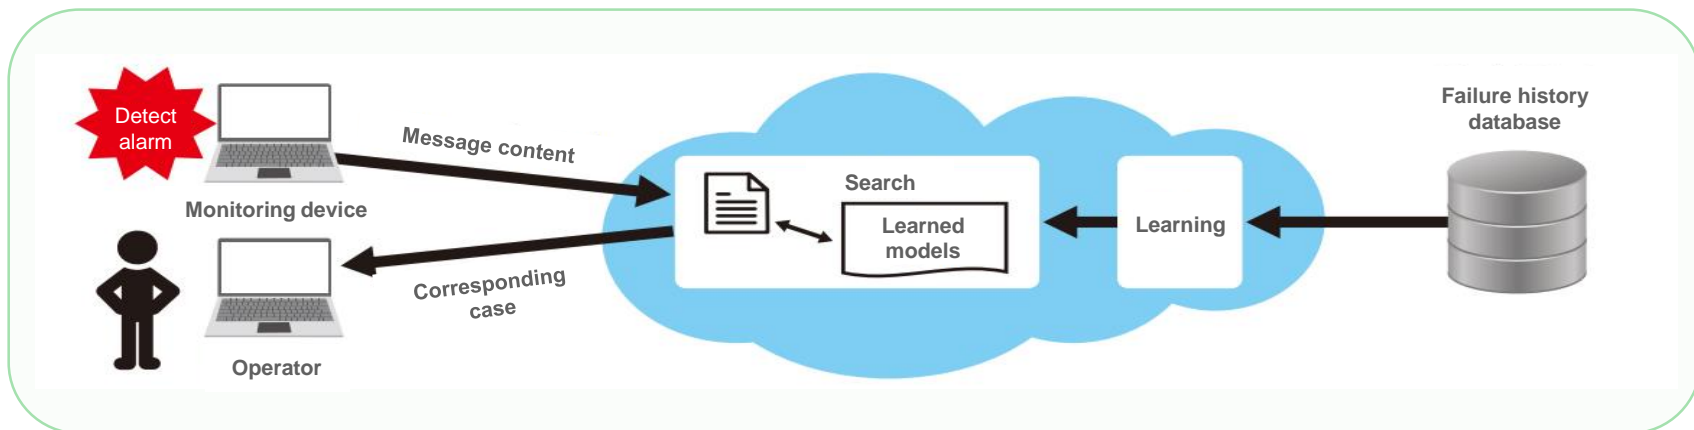 Detect
alarm
Monitoring device
Message content
Operator
Corresponding
case
Search
Learned
models
Learning
Failure history
database